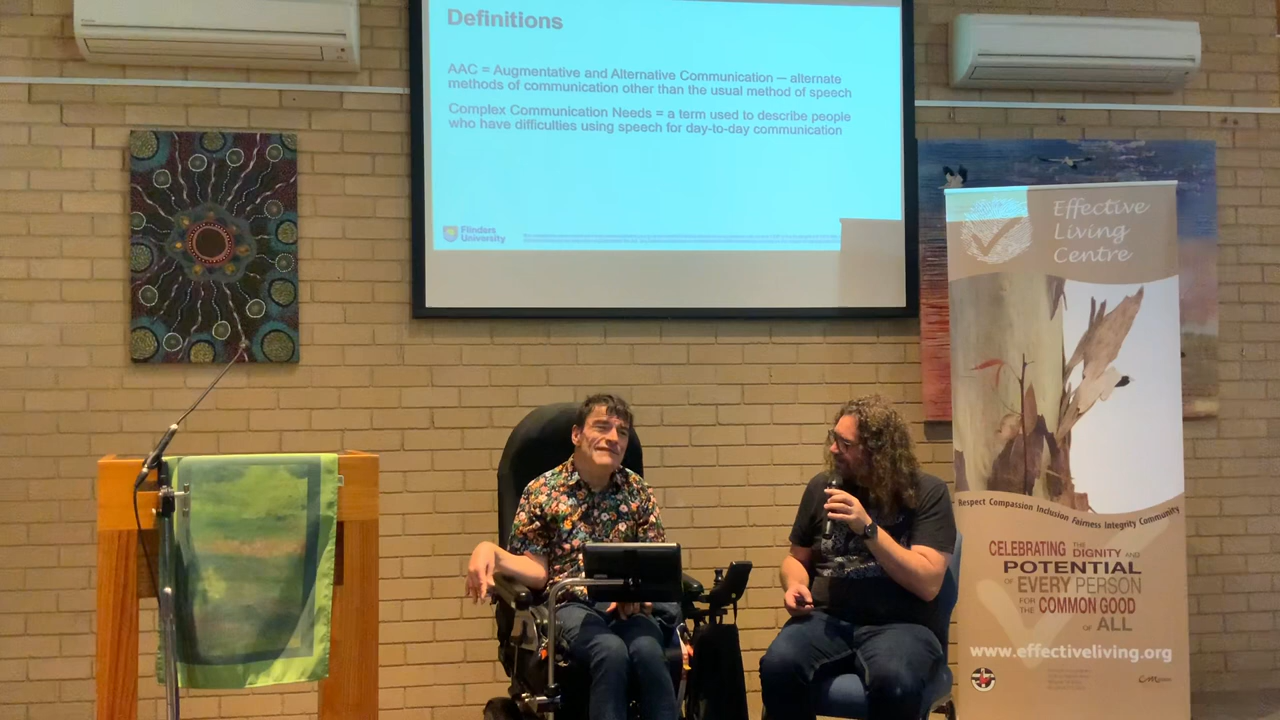 Definitions
AAC = Augmentative and Alternative Communication — alternate
methods of communication other than the usual method of speech
Complex Communication Needs = a term used to describe people
who have difficulties using speech for day-to-day communication
Flinders
University
Effective
Living
Centre
Respect Compassion Inclusion Fairness Integrity Community
CELEBRATING THE DIGNITY AND
POTENTIAL
OF EVERY PERSON
FOR THE COMMON GOOD
OF ALL
www.effectiveliving.org